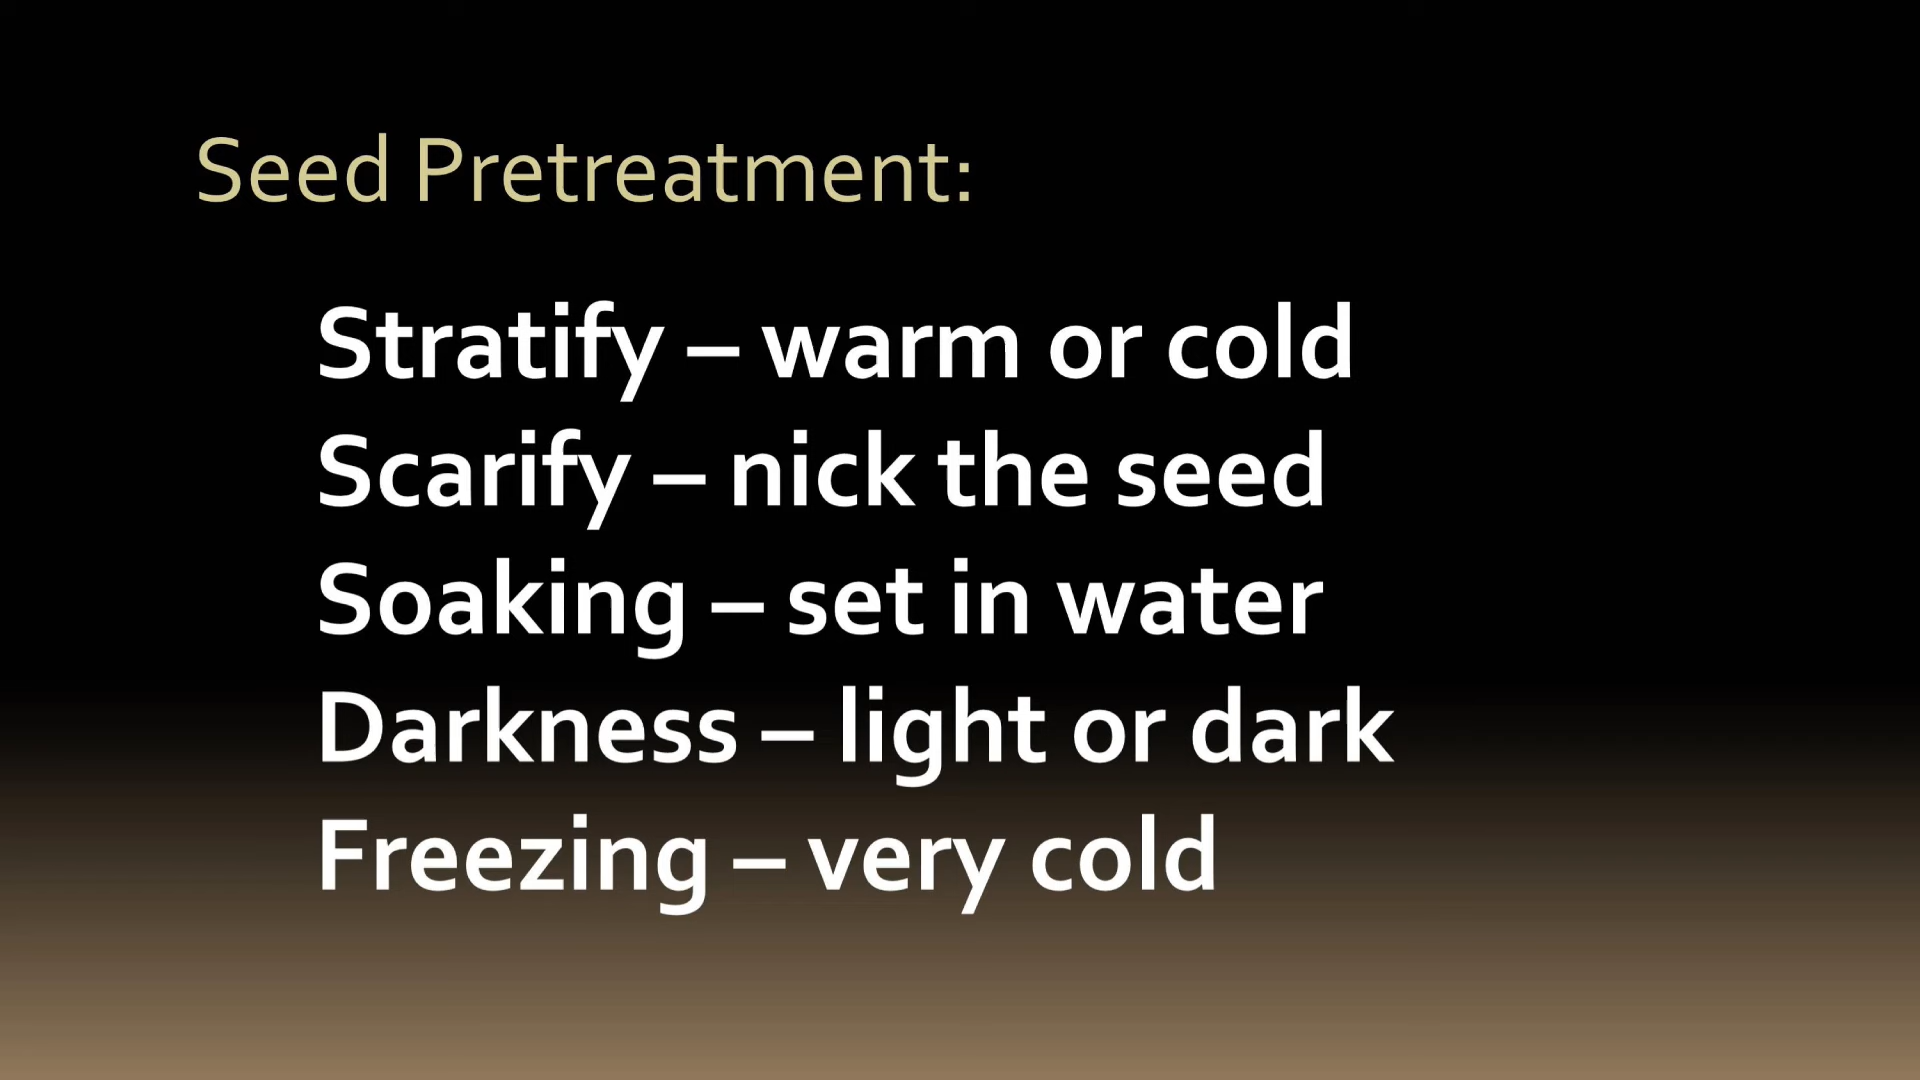 Seed Pretreatment:
Stratify – warm or cold
Scarify – nick the seed
Soaking – set in water
Darkness – light or dark
Freezing – very cold